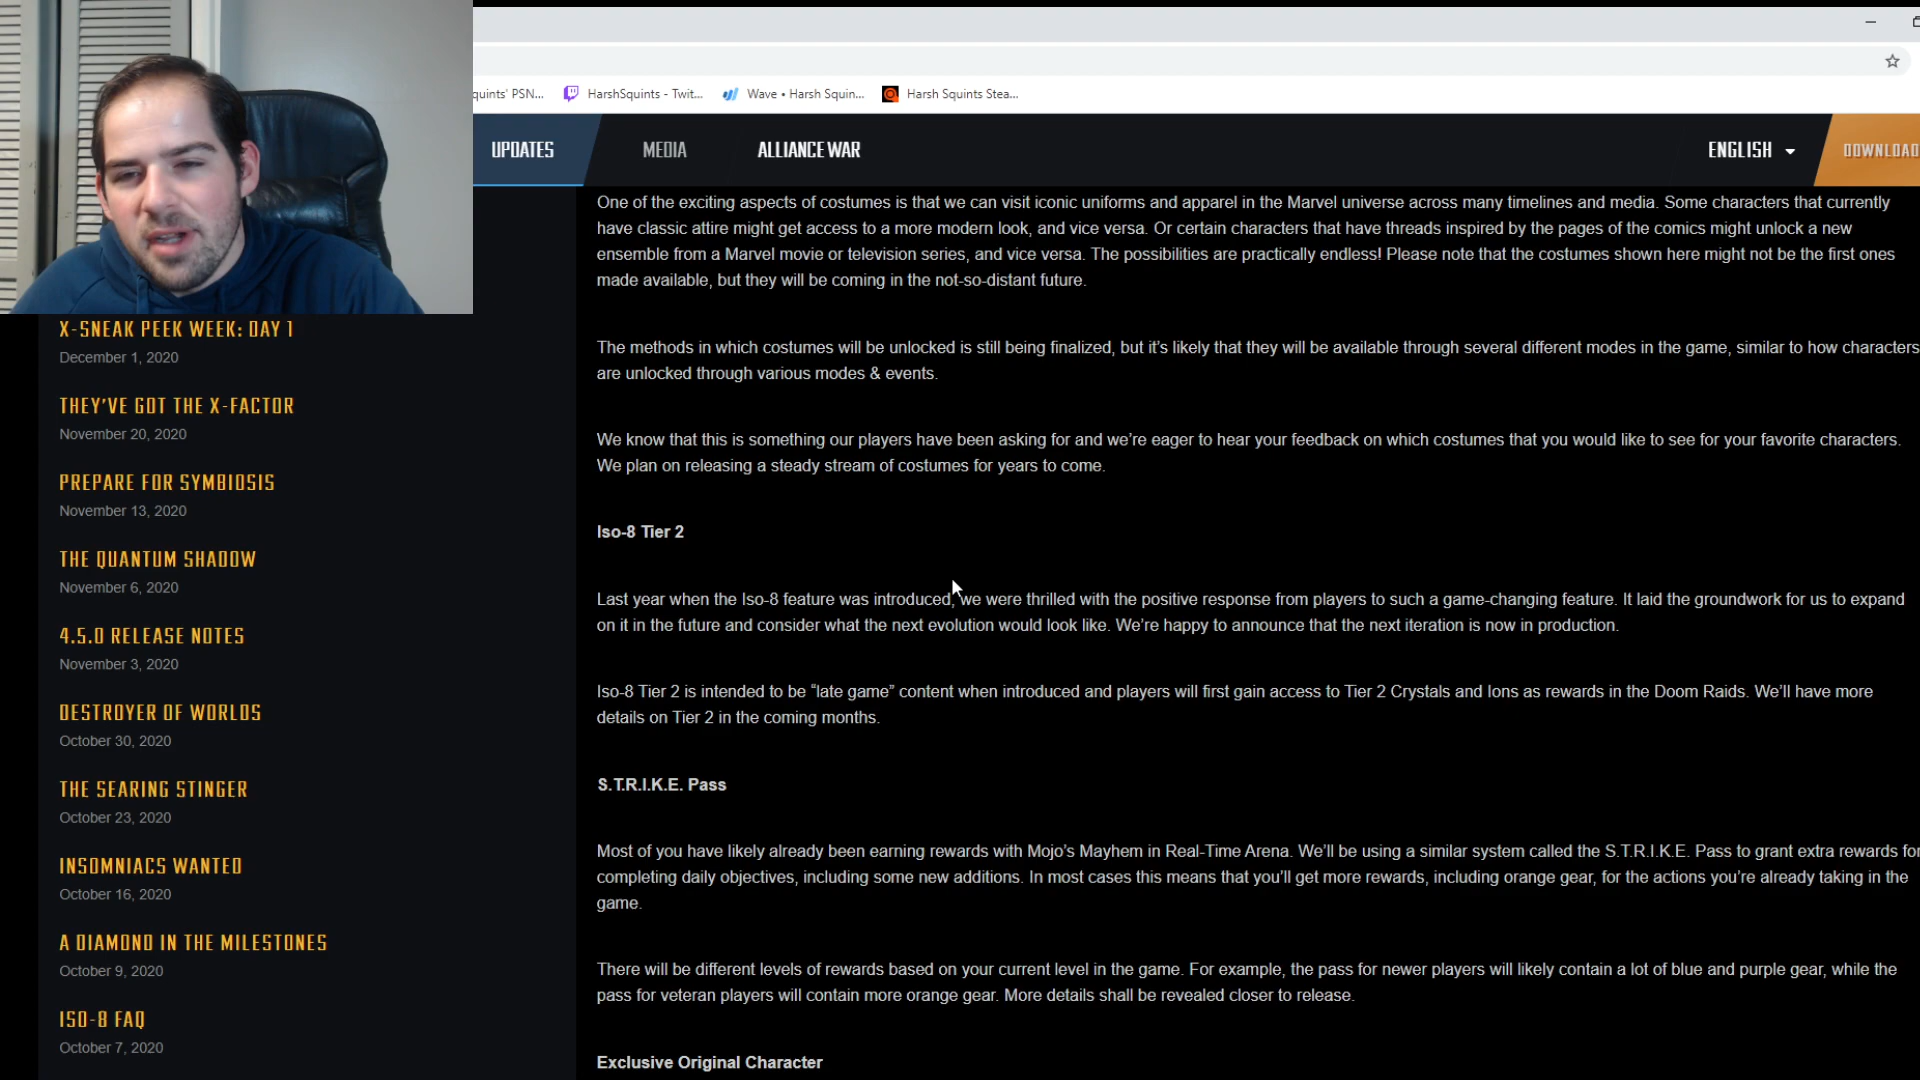 quints' PSN... HarshSquints - Twit... Wave • Harsh Squin... Harsh Squints Stea...
UPDATES MEDIA ALLIANCE WAR ENGLISH DOWNLOAD
X-SNEAK PEEK WEEK: DAY 1
December 1, 2020
THEY'VE GOT THE X-FACTOR
November 20, 2020
PREPARE FOR SYMBIOSIS
November 13, 2020
THE QUANTUM SHADOW
November 6, 2020
4.5.0 RELEASE NOTES
November 3, 2020
DESTROYER OF WORLDS
October 30, 2020
THE SEARING STINGER
October 23, 2020
INSOMNIACS WANTED
October 16, 2020
A DIAMOND IN THE MILESTONES
October 9, 2020
ISO-8 FAQ
October 7, 2020
One of the exciting aspects of costumes is that we can visit iconic uniforms and apparel in the Marvel universe across many timelines and media. Some characters that currently
have classic attire might get access to a more modern look, and vice versa. Or certain characters that have threads inspired by the pages of the comics might unlock a new
ensemble from a Marvel movie or television series, and vice versa. The possibilities are practically endless! Please note that the costumes shown here might not be the first ones
made available, but they will be coming in the not-so-distant future.
The methods in which costumes will be unlocked is still being finalized, but it's likely that they will be available through several different modes in the game, similar to how characters
are unlocked through various modes & events.
We know that this is something our players have been asking for and we're eager to hear your feedback on which costumes that you would like to see for your favorite characters.
We plan on releasing a steady stream of costumes for years to come.
Iso-8 Tier 2
Last year when the Iso-8 feature was introduced, we were thrilled with the positive response from players to such a game-changing feature. It laid the groundwork for us to expand
on it in the future and consider what the next evolution would look like. We're happy to announce that the next iteration is now in production.
Iso-8 Tier 2 is intended to be “late game” content when introduced and players will first gain access to Tier 2 Crystals and Ions as rewards in the Doom Raids. We'll have more
details on Tier 2 in the coming months.
S.T.R.I.K.E. Pass
Most of you have likely already been earning rewards with Mojo's Mayhem in Real-Time Arena. We'll be using a similar system called the S.T.R.I.K.E. Pass to grant extra rewards for
completing daily objectives, including some new additions. In most cases this means that you'll get more rewards, including orange gear, for the actions you're already taking in the
game.
There will be different levels of rewards based on your current level in the game. For example, the pass for newer players will likely contain a lot of blue and purple gear, while the
pass for veteran players will contain more orange gear. More details shall be revealed closer to release.
Exclusive Original Character